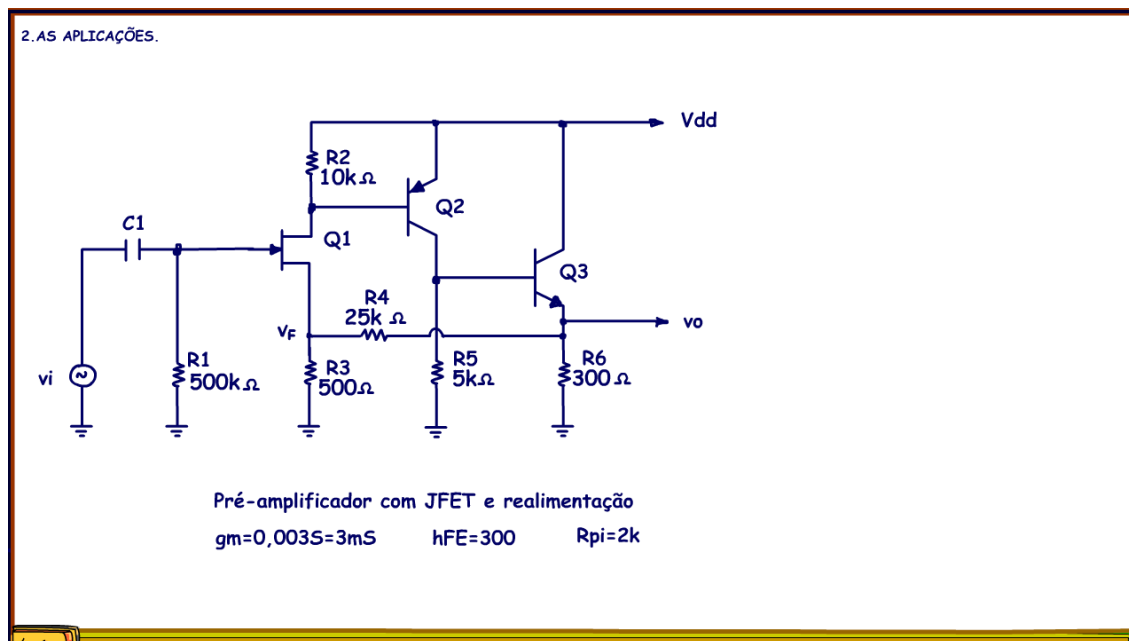 2.AS APLICAÇÕES.
Vdd
R2
10kΩ
Q2
C1
Q1
Q3
R4
25k Ω
vF
vo
vi
R1
500kΩ
R3
500Ω
R5
5kΩ
R6
300Ω
Pré-amplificador com JFET e realimentação
gm=0,003S=3mS hFE=300 Rpi=2k